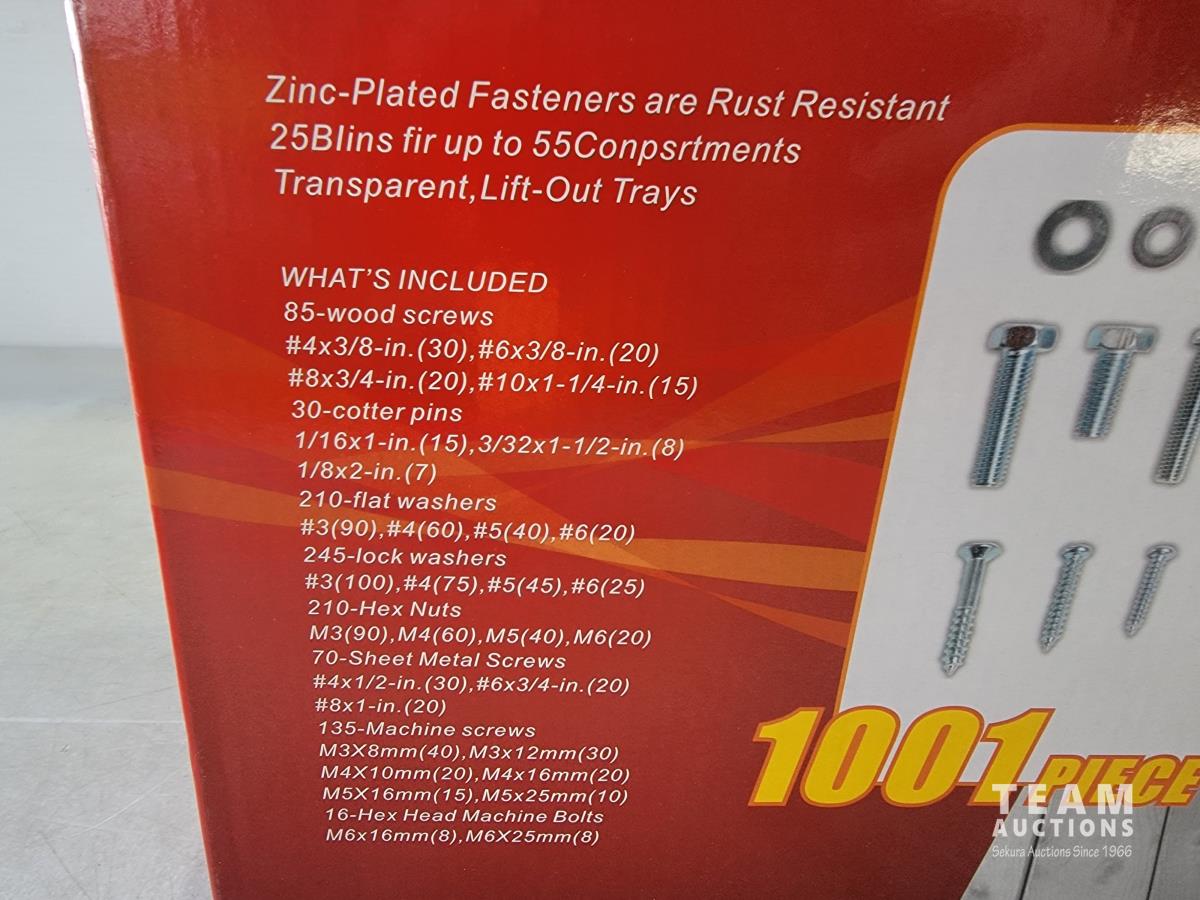 Zinc-Plated Fasteners are Rust Resistant
25Blins fir up to 55Conpsrtments
Transparent,Lift-Out Trays
WHAT'S INCLUDED
85-wood screws
#4x3/8-in.(30),#6x3/8-in.(20)
#8x3/4-in.(20),#10x1-1/4-in.(15)
30-cotter pins
1/16x1-in.(15),3/32x1-1/2-in.(8)
1/8x2-in.(7)
210-flat washers
#3(90),#4(60),#5(40),#6(20)
245-lock washers
#3(100),#4(75),#5(45),#6(25)
210-Hex Nuts
M3(90),M4(60),M5(40),M6(20)
70-Sheet Metal Screws
#4x1/2-in.(30),#6x3/4-in.(20)
#8x1-in.(20)
135-Machine screws
M3X8mm(40),M3x12mm(30)
M4X10mm(20),M4x16mm(20)
M5X16mm(15),M5x25mm(10)
16-Hex Head Machine Bolts
M6x16mm(8),M6X25mm(8)
1001 PIECE
TEAM
AUCTIONS
Sekura Auctions Since 1966